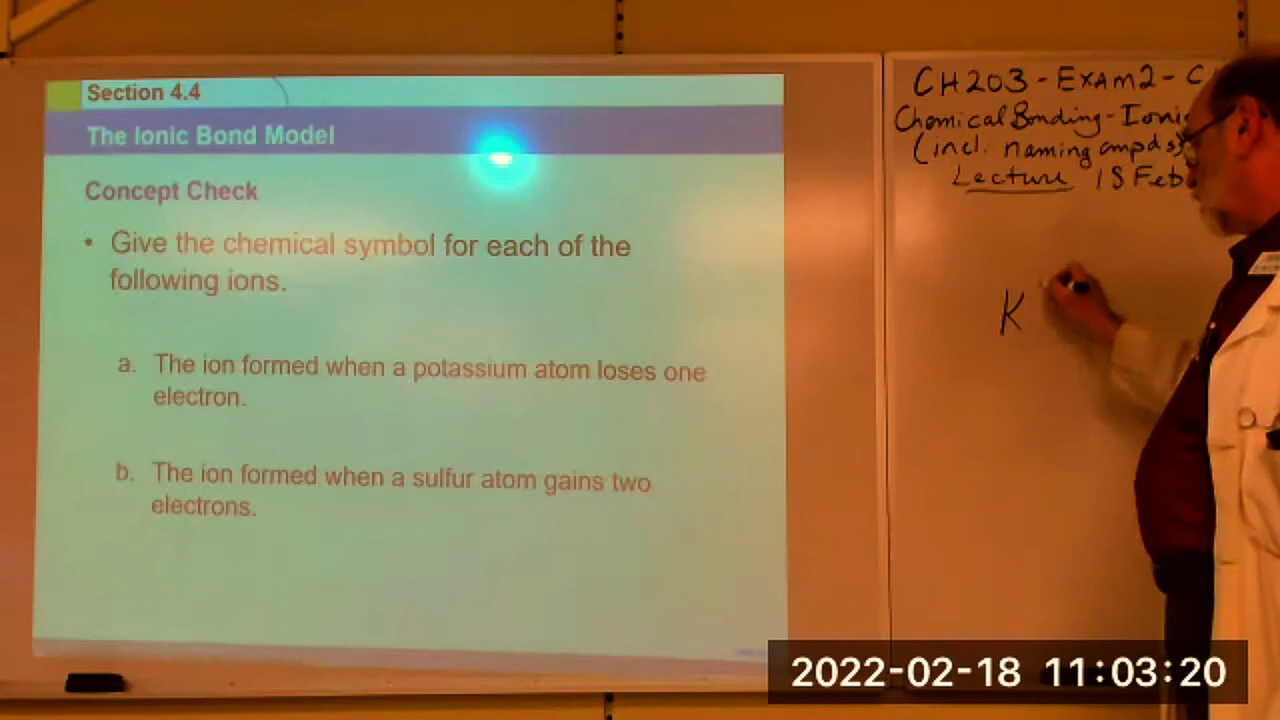 Section 4.4
The Ionic Bond Model
Concept Check
• Give the chemical symbol for each of the
following ions.
a. The ion formed when a potassium atom loses one
electron.
b. The ion formed when a sulfur atom gains two
electrons.
CH203-EXAM2-C
Chemical Bonding-Ionic
(incl. naming cmpds)
Lecture 18 Feb
K
2022-02-18 11:03:20